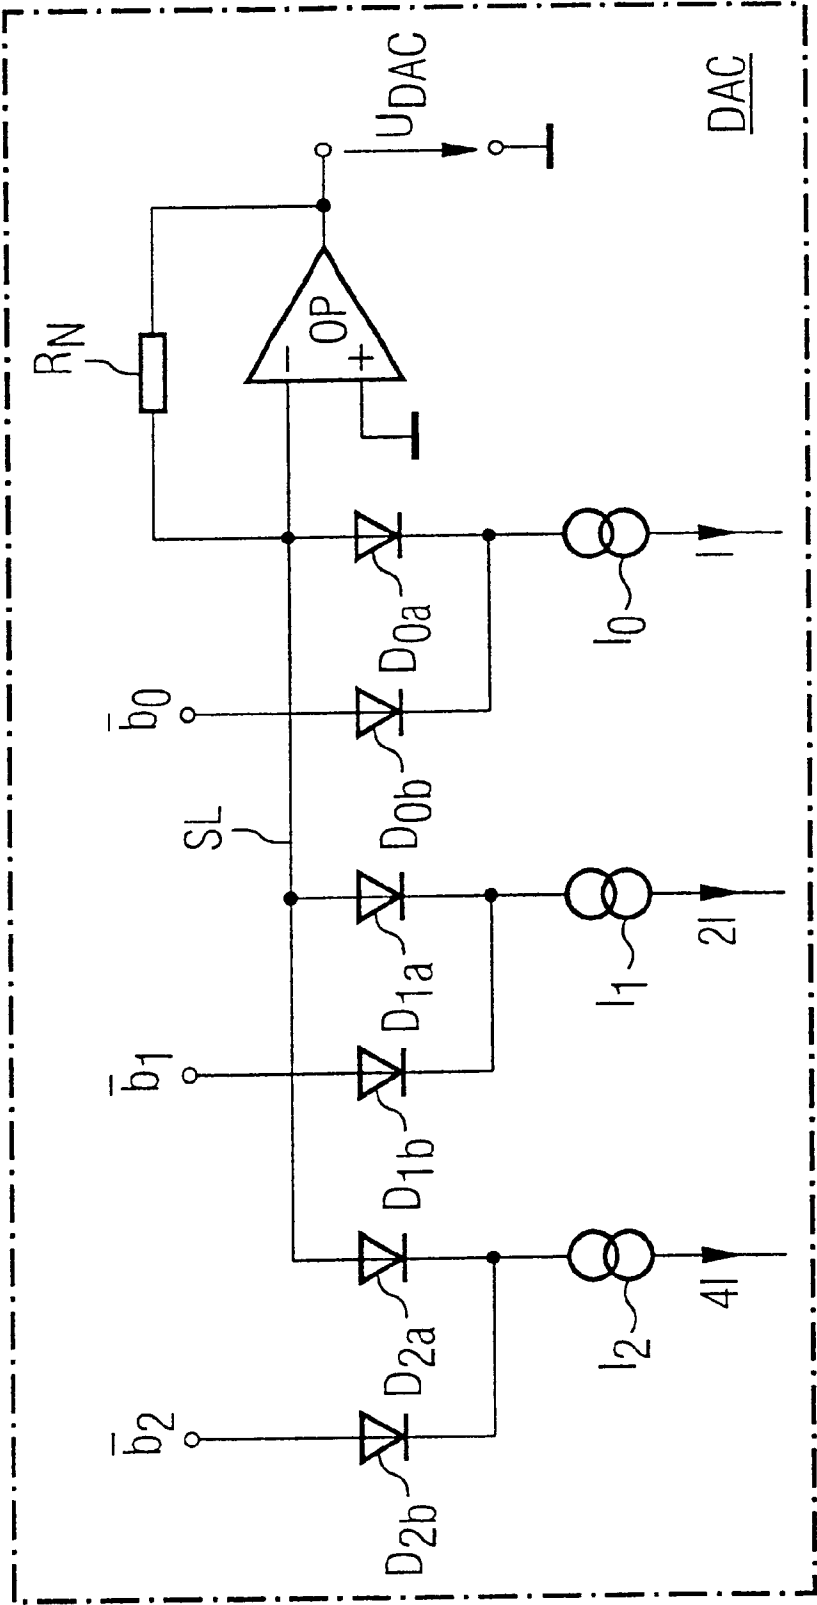 R_N
OP
−
+
U_DAC
DAC
SL
b̅_2
b̅_1
b̅_0
D_2b
D_2a
D_1b
D_1a
D_0b
D_0a
I_2
I_1
I_0
4I
2I
I